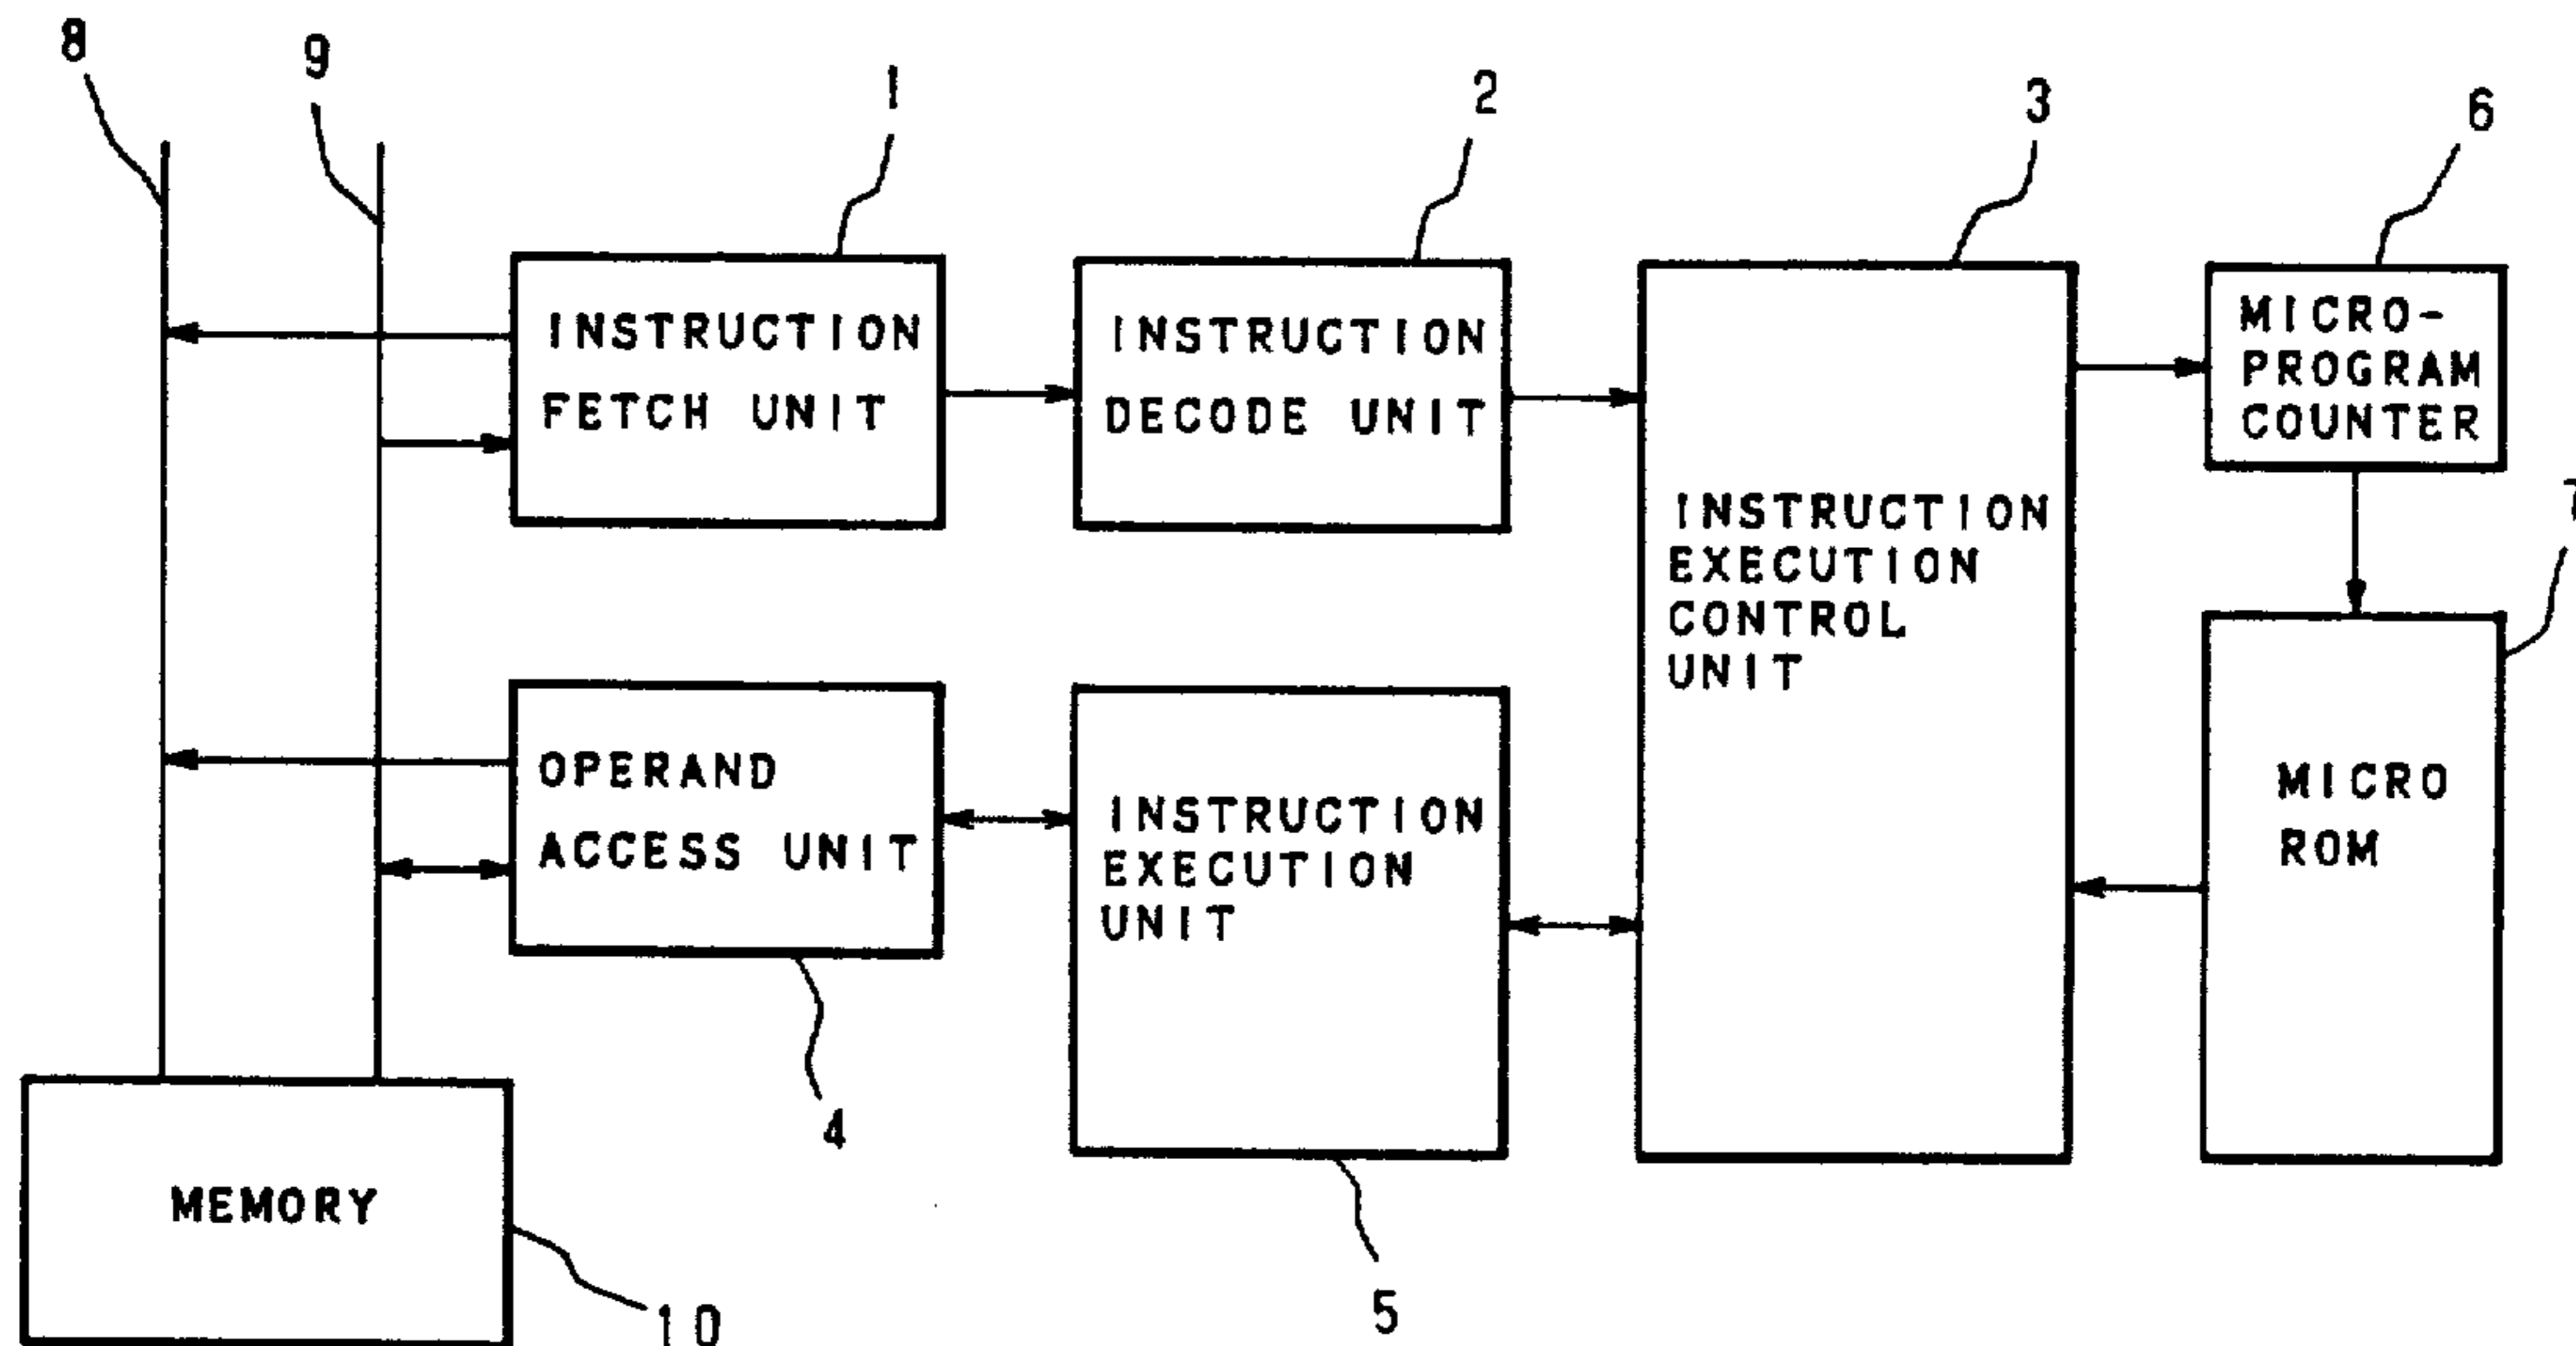 8
9
1
2
3
6
INSTRUCTION
FETCH UNIT
INSTRUCTION
DECODE UNIT
INSTRUCTION
EXECUTION
CONTROL
UNIT
MICRO-
PROGRAM
COUNTER
7
OPERAND
ACCESS UNIT
INSTRUCTION
EXECUTION
UNIT
MICRO
ROM
4
5
MEMORY
10